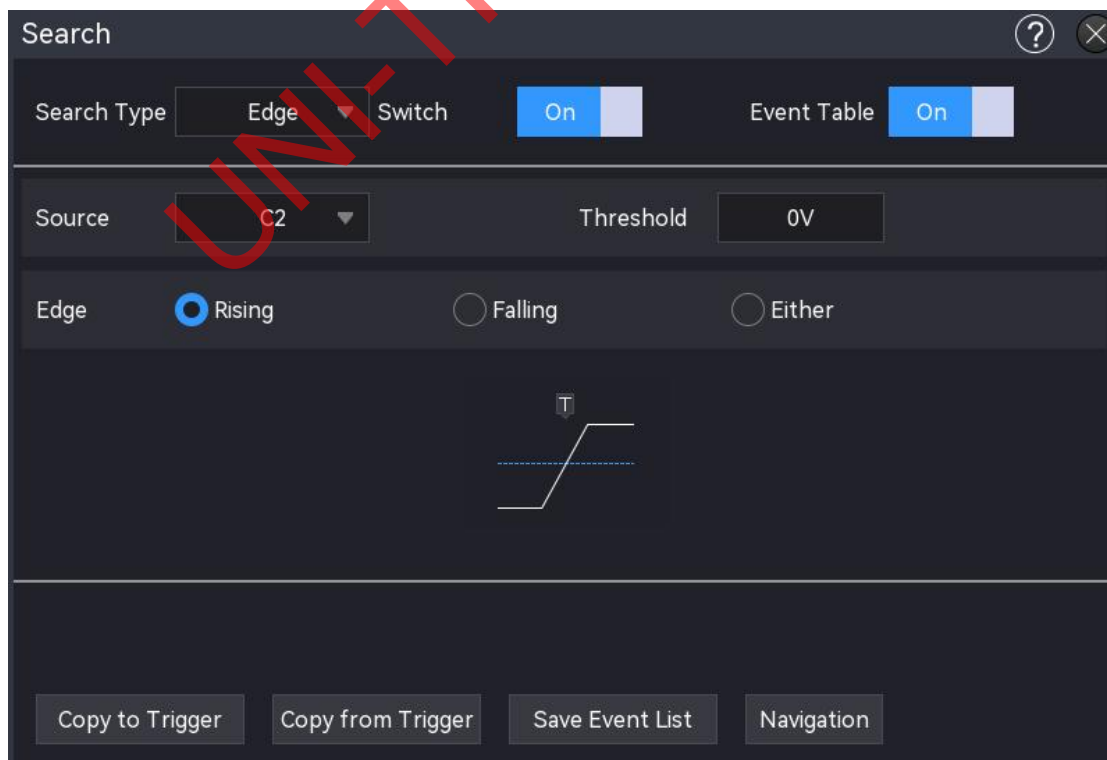 Search ?
Search Type Edge Switch On Event Table On
Source C2 Threshold 0V
Edge Rising Falling Either
T
Copy to Trigger Copy from Trigger Save Event List Navigation
UNI-T